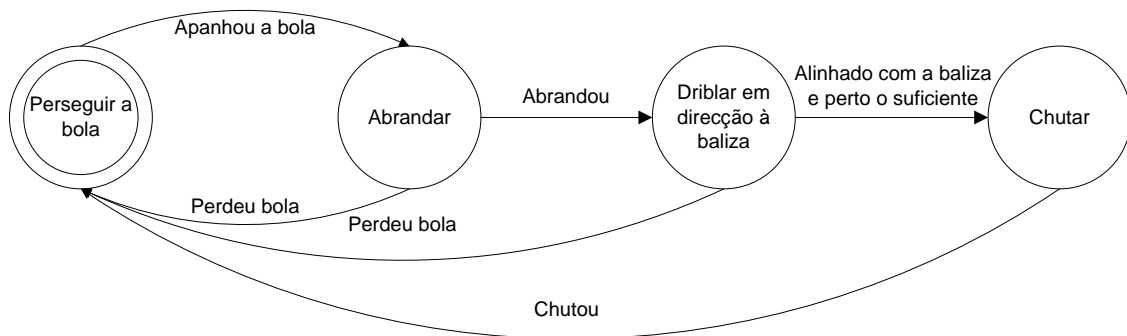 Apanhou a bola
Perseguir a
bola
Abrandar
Abrandou
Driblar em
direcção à
baliza
Alinhado com a baliza
e perto o suficiente
Chutar
Perdeu bola
Perdeu bola
Chutou